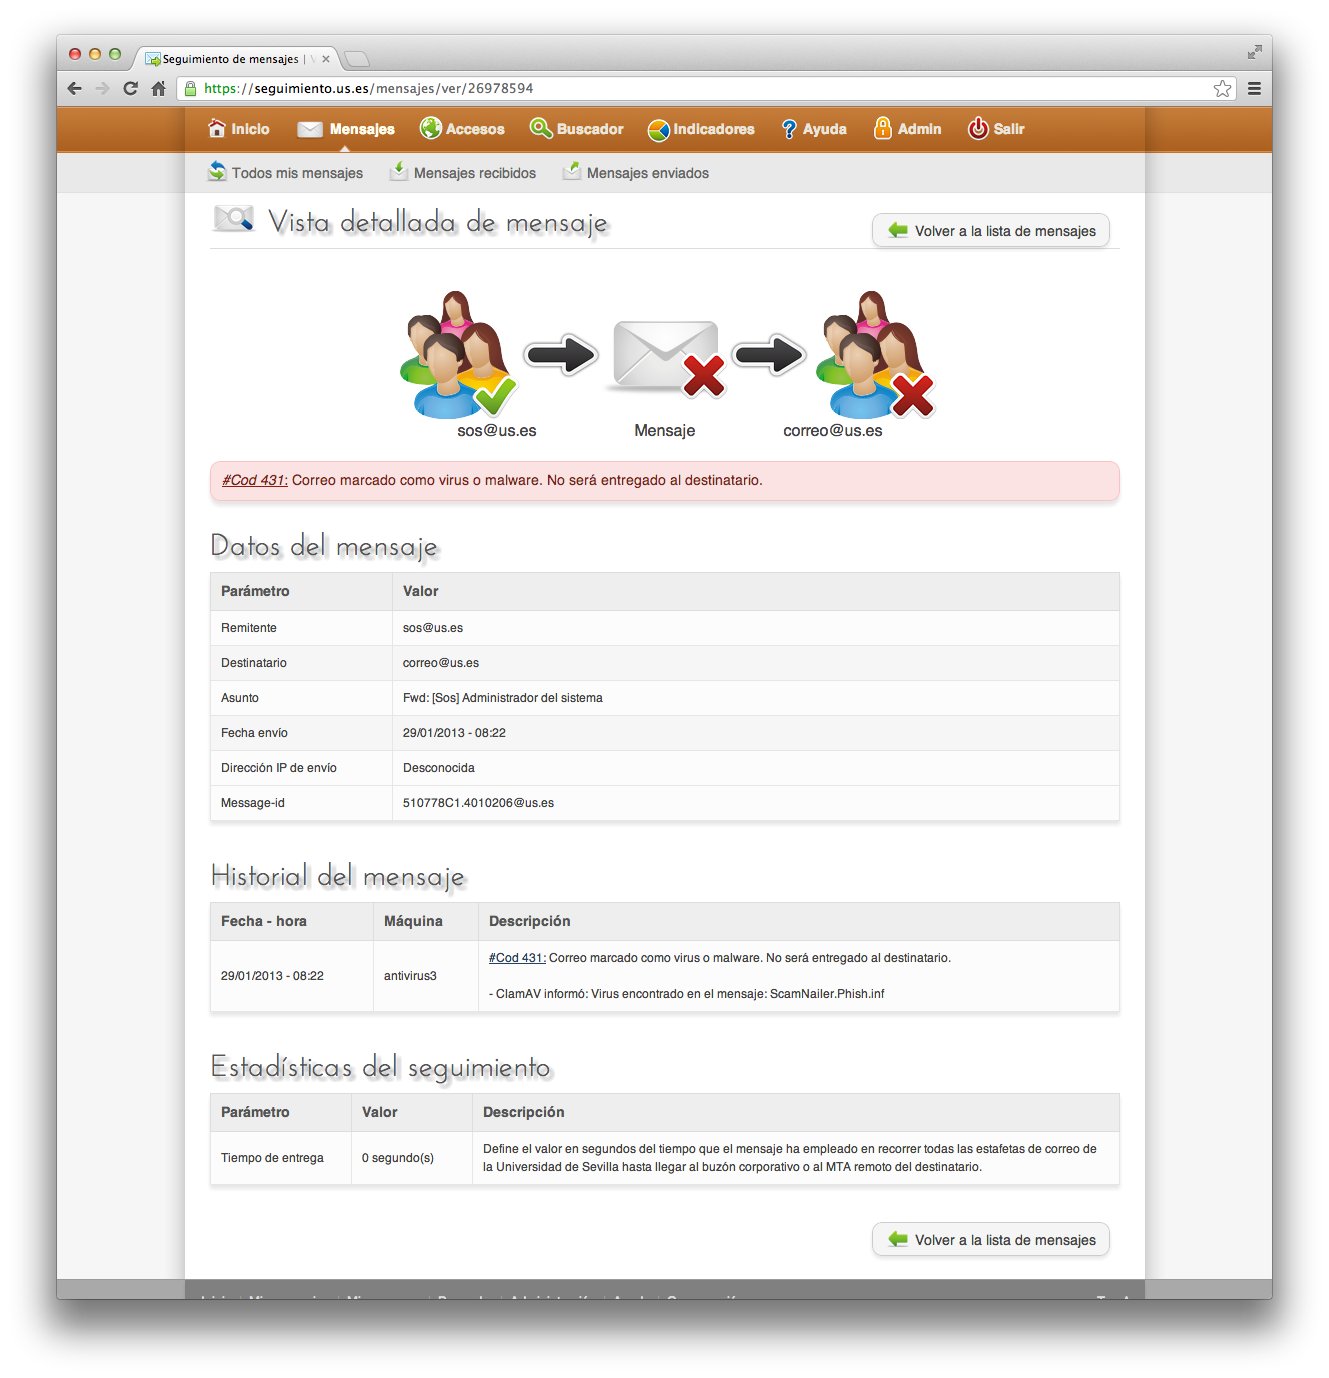 Seguimiento de mensajes |
https://seguimiento.us.es/mensajes/ver/26978594
Inicio Mensajes Accesos Buscador Indicadores Ayuda Admin Salir
Todos mis mensajes Mensajes recibidos Mensajes enviados
Vista detallada de mensaje
Volver a la lista de mensajes
sos@us.es Mensaje correo@us.es
#Cod 431: Correo marcado como virus o malware. No será entregado al destinatario.
Datos del mensaje
Parámetro Valor
Remitente sos@us.es
Destinatario correo@us.es
Asunto Fwd: [Sos] Administrador del sistema
Fecha envío 29/01/2013 - 08:22
Dirección IP de envío Desconocida
Message-id 510778C1.4010206@us.es
Historial del mensaje
Fecha - hora Máquina Descripción
#Cod 431: Correo marcado como virus o malware. No será entregado al destinatario.
29/01/2013 - 08:22 antivirus3
- ClamAV informó: Virus encontrado en el mensaje: ScamNailer.Phish.inf
Estadísticas del seguimiento
Parámetro Valor Descripción
Tiempo de entrega 0 segundo(s) Define el valor en segundos del tiempo que el mensaje ha empleado en recorrer todas las estafetas de correo de
la Universidad de Sevilla hasta llegar al buzón corporativo o al MTA remoto del destinatario.
Volver a la lista de mensajes